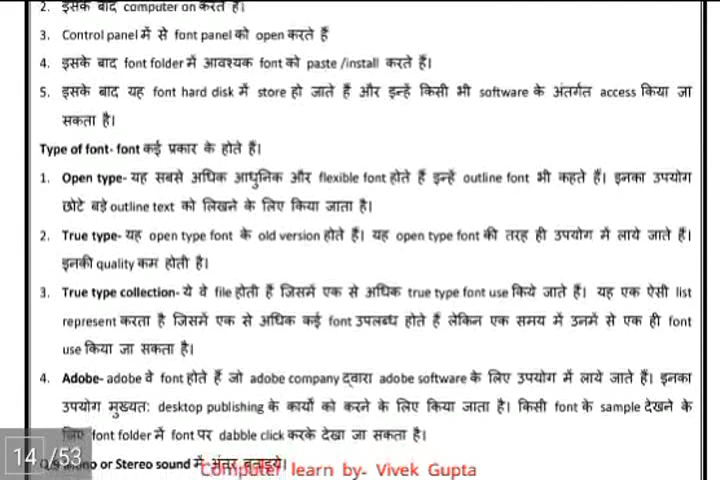 2. इसके बाद computer on करते हैं।
3. Control panel में से font panel को open करते हैं
4. इसके बाद font folder में आवश्यक font को paste /install करते हैं।
5. इसके बाद यह font hard disk में store हो जाते हैं और इन्हें किसी भी software के अंतर्गत access किया जा
सकता है।
Type of font- font कई प्रकार के होते हैं।
1. Open type- यह सबसे अधिक आधुनिक और flexible font होते हैं इन्हें outline font भी कहते हैं। इनका उपयोग
छोटे बड़े outline text को लिखने के लिए किया जाता है।
2. True type- यह open type font के old version होते हैं। यह open type font की तरह ही उपयोग में लाये जाते हैं।
इनकी quality कम होती है।
3. True type collection- ये वे file होती हैं जिसमें एक से अधिक true type font use किये जाते हैं। यह एक ऐसी list
represent करता है जिसमें एक से अधिक कई font उपलब्ध होते हैं लेकिन एक समय में उनमें से एक ही font
use किया जा सकता है।
4. Adobe- adobe वे font होते हैं जो adobe company द्वारा adobe software के लिए उपयोग में लाये जाते हैं। इनका
उपयोग मुख्यत: desktop publishing के कार्यो को करने के लिए किया जाता है। किसी font के sample देखने के
लिए font folder में font पर dabble click करके देखा जा सकता है।
14 /53
or Stereo sound में अंतर बताइये।
Computer learn by- Vivek Gupta